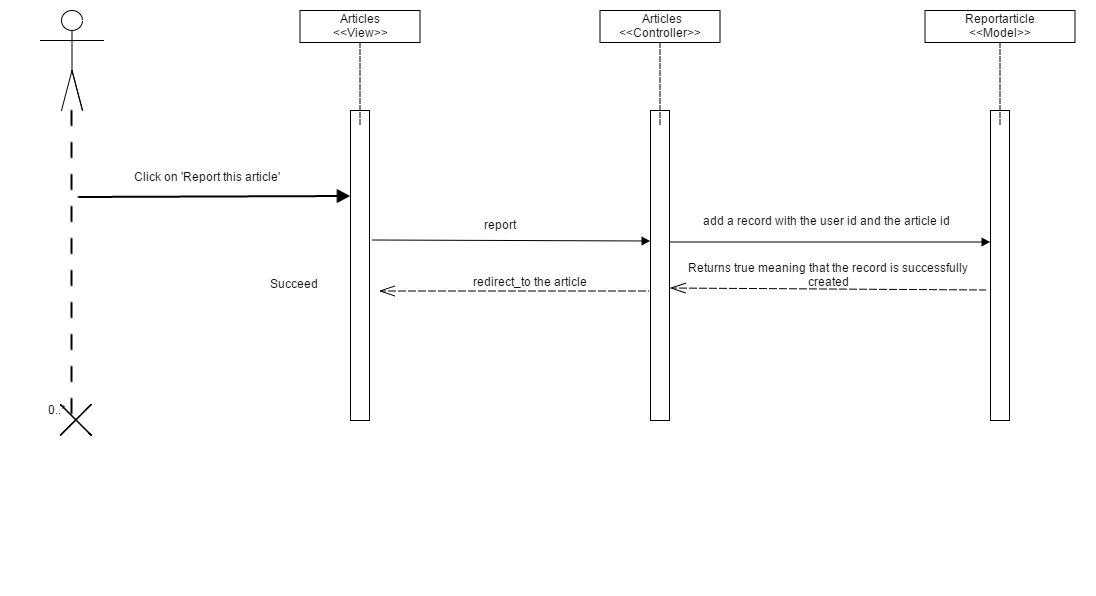 Articles
<<View>>
Articles
<<Controller>>
Reportarticle
<<Model>>
Click on 'Report this article'
report
add a record with the user id and the article id
Returns true meaning that the record is successfully
created
redirect_to the article
Succeed
0..*